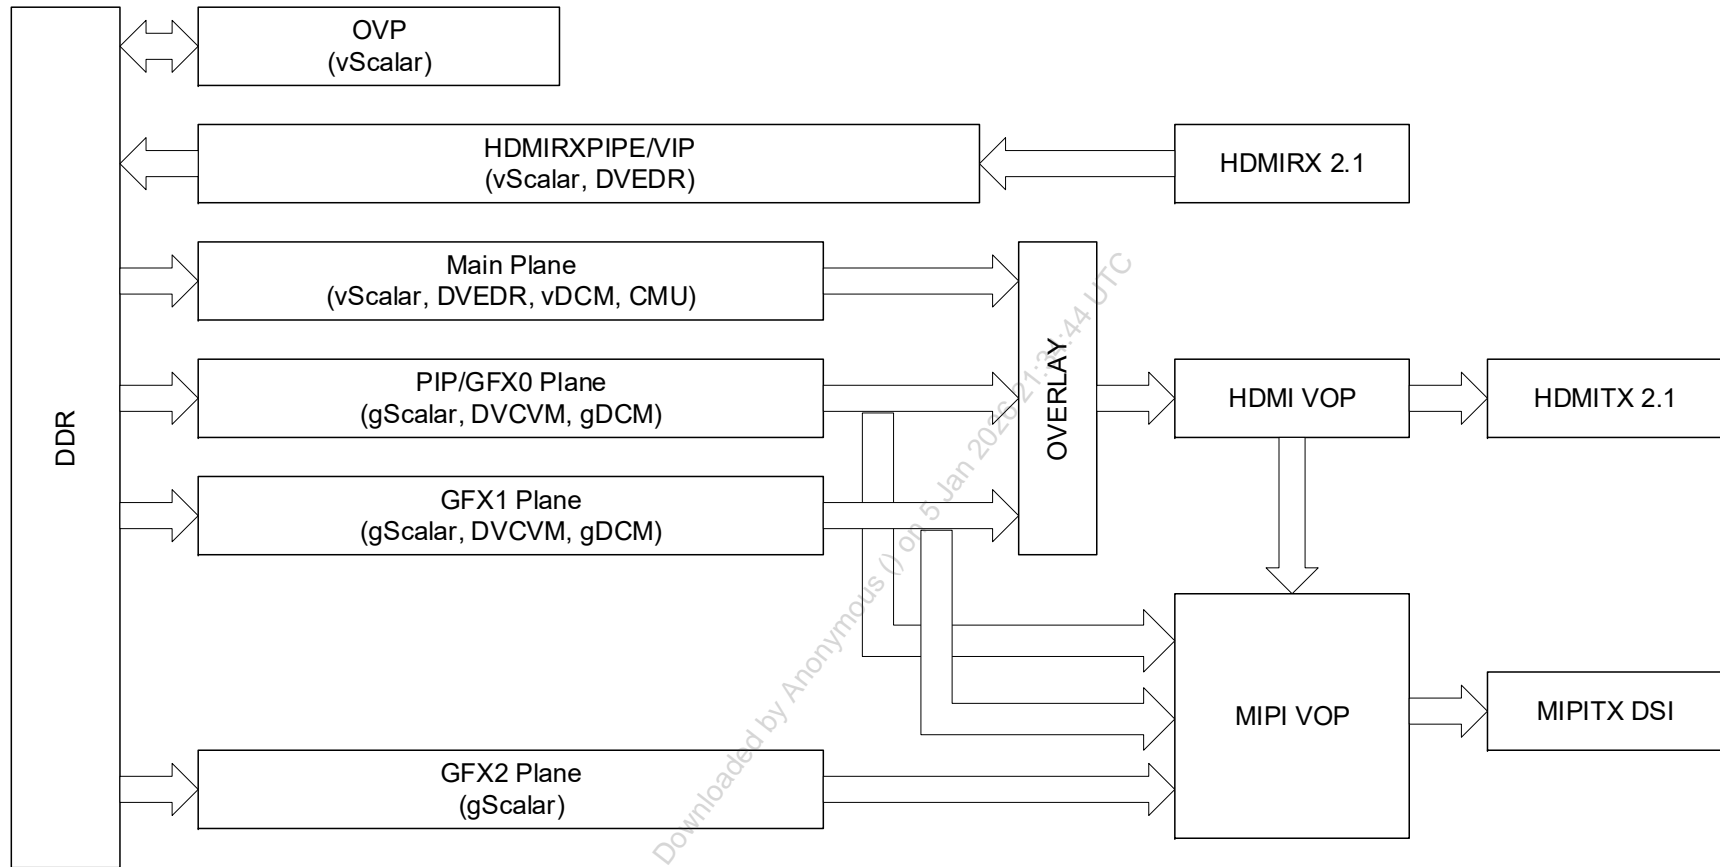 DDR
OVP
(vScalar)
HDMIRXPIPE/VIP
(vScalar, DVEDR)
HDMIRX 2.1
Main Plane
(vScalar, DVEDR, vDCM, CMU)
PIP/GFX0 Plane
(gScalar, DVCVM, gDCM)
OVERLAY
HDMI VOP
HDMITX 2.1
GFX1 Plane
(gScalar, DVCVM, gDCM)
MIPI VOP
MIPITX DSI
GFX2 Plane
(gScalar)
Downloaded by Anonymous () on 5 Jan 2026 21:34:44 UTC